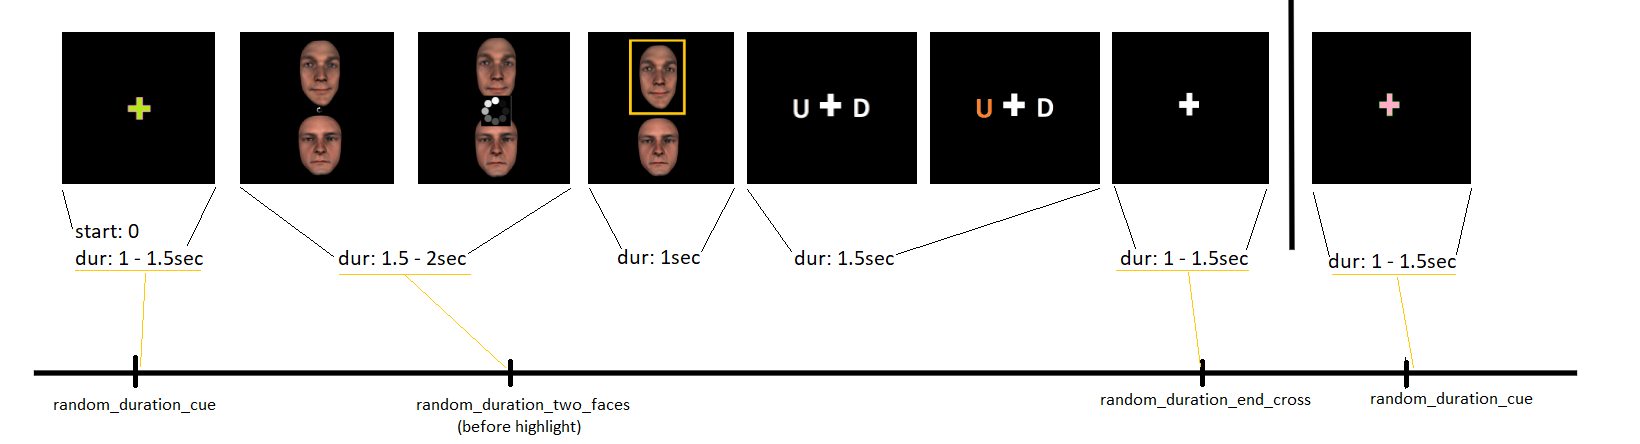 U + D
U + D
start: 0
dur: 1 - 1.5sec
dur: 1.5 - 2sec
dur: 1sec
dur: 1.5sec
dur: 1 - 1.5sec
dur: 1 - 1.5sec
random_duration_cue
random_duration_two_faces
(before highlight)
random_duration_end_cross
random_duration_cue